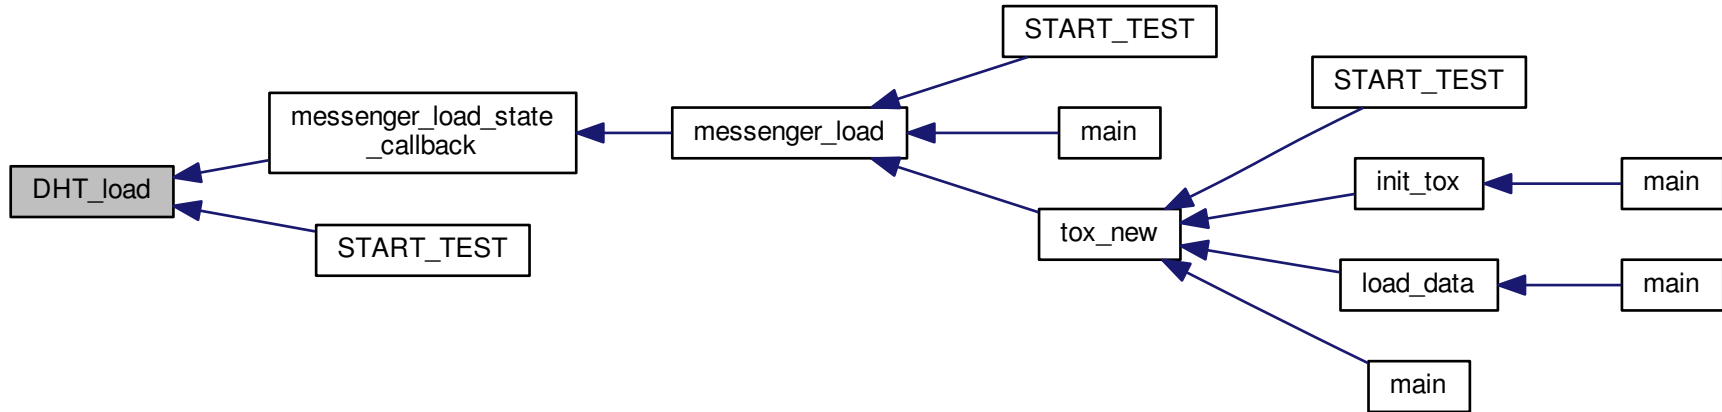 START_TEST
START_TEST
messenger_load_state
_callback
messenger_load
main
init_tox
main
DHT_load
tox_new
START_TEST
load_data
main
main